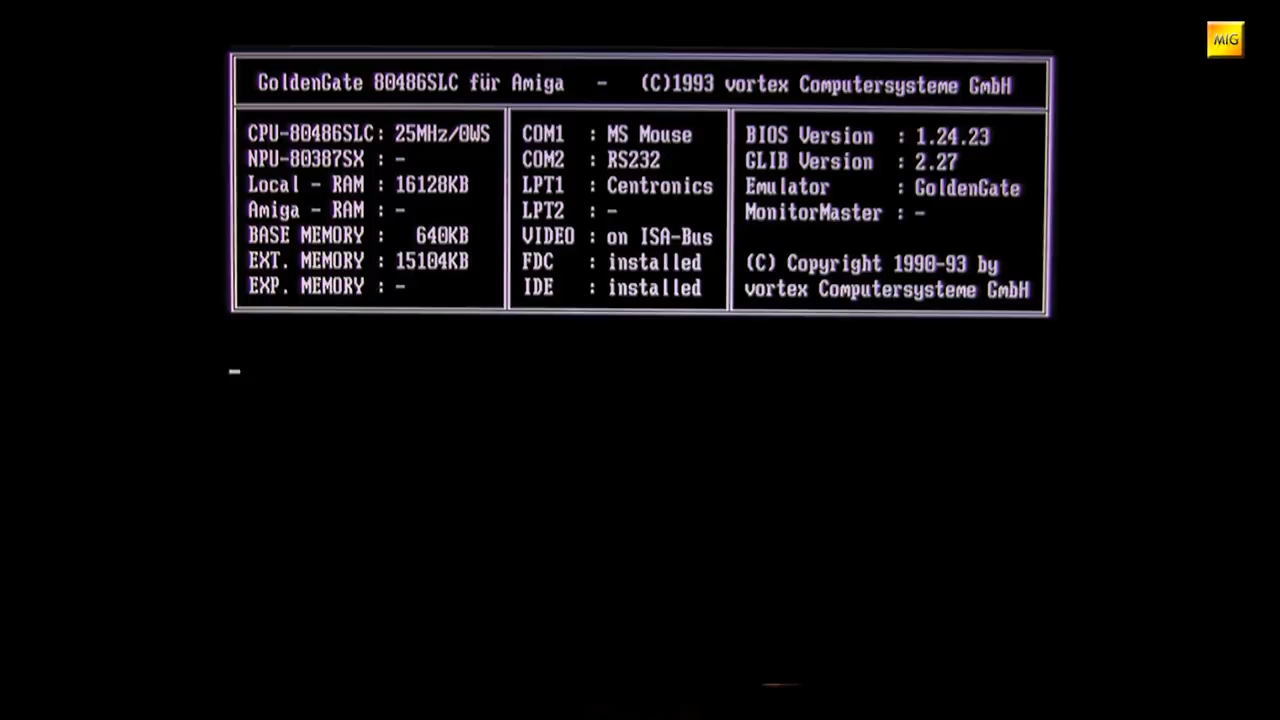 MIG
GoldenGate 80486SLC für Amiga - (C)1993 vortex Computersysteme GmbH
CPU-80486SLC: 25MHz/0WS
NPU-80387SX : -
Local - RAM : 16128KB
Amiga - RAM : -
BASE MEMORY : 640KB
EXT. MEMORY : 15104KB
EXP. MEMORY : -
COM1 : MS Mouse
COM2 : RS232
LPT1 : Centronics
LPT2 : -
VIDEO : on ISA-Bus
FDC : installed
IDE : installed
BIOS Version : 1.24.23
GLIB Version : 2.27
Emulator : GoldenGate
MonitorMaster : -
(C) Copyright 1990-93 by
vortex Computersysteme GmbH